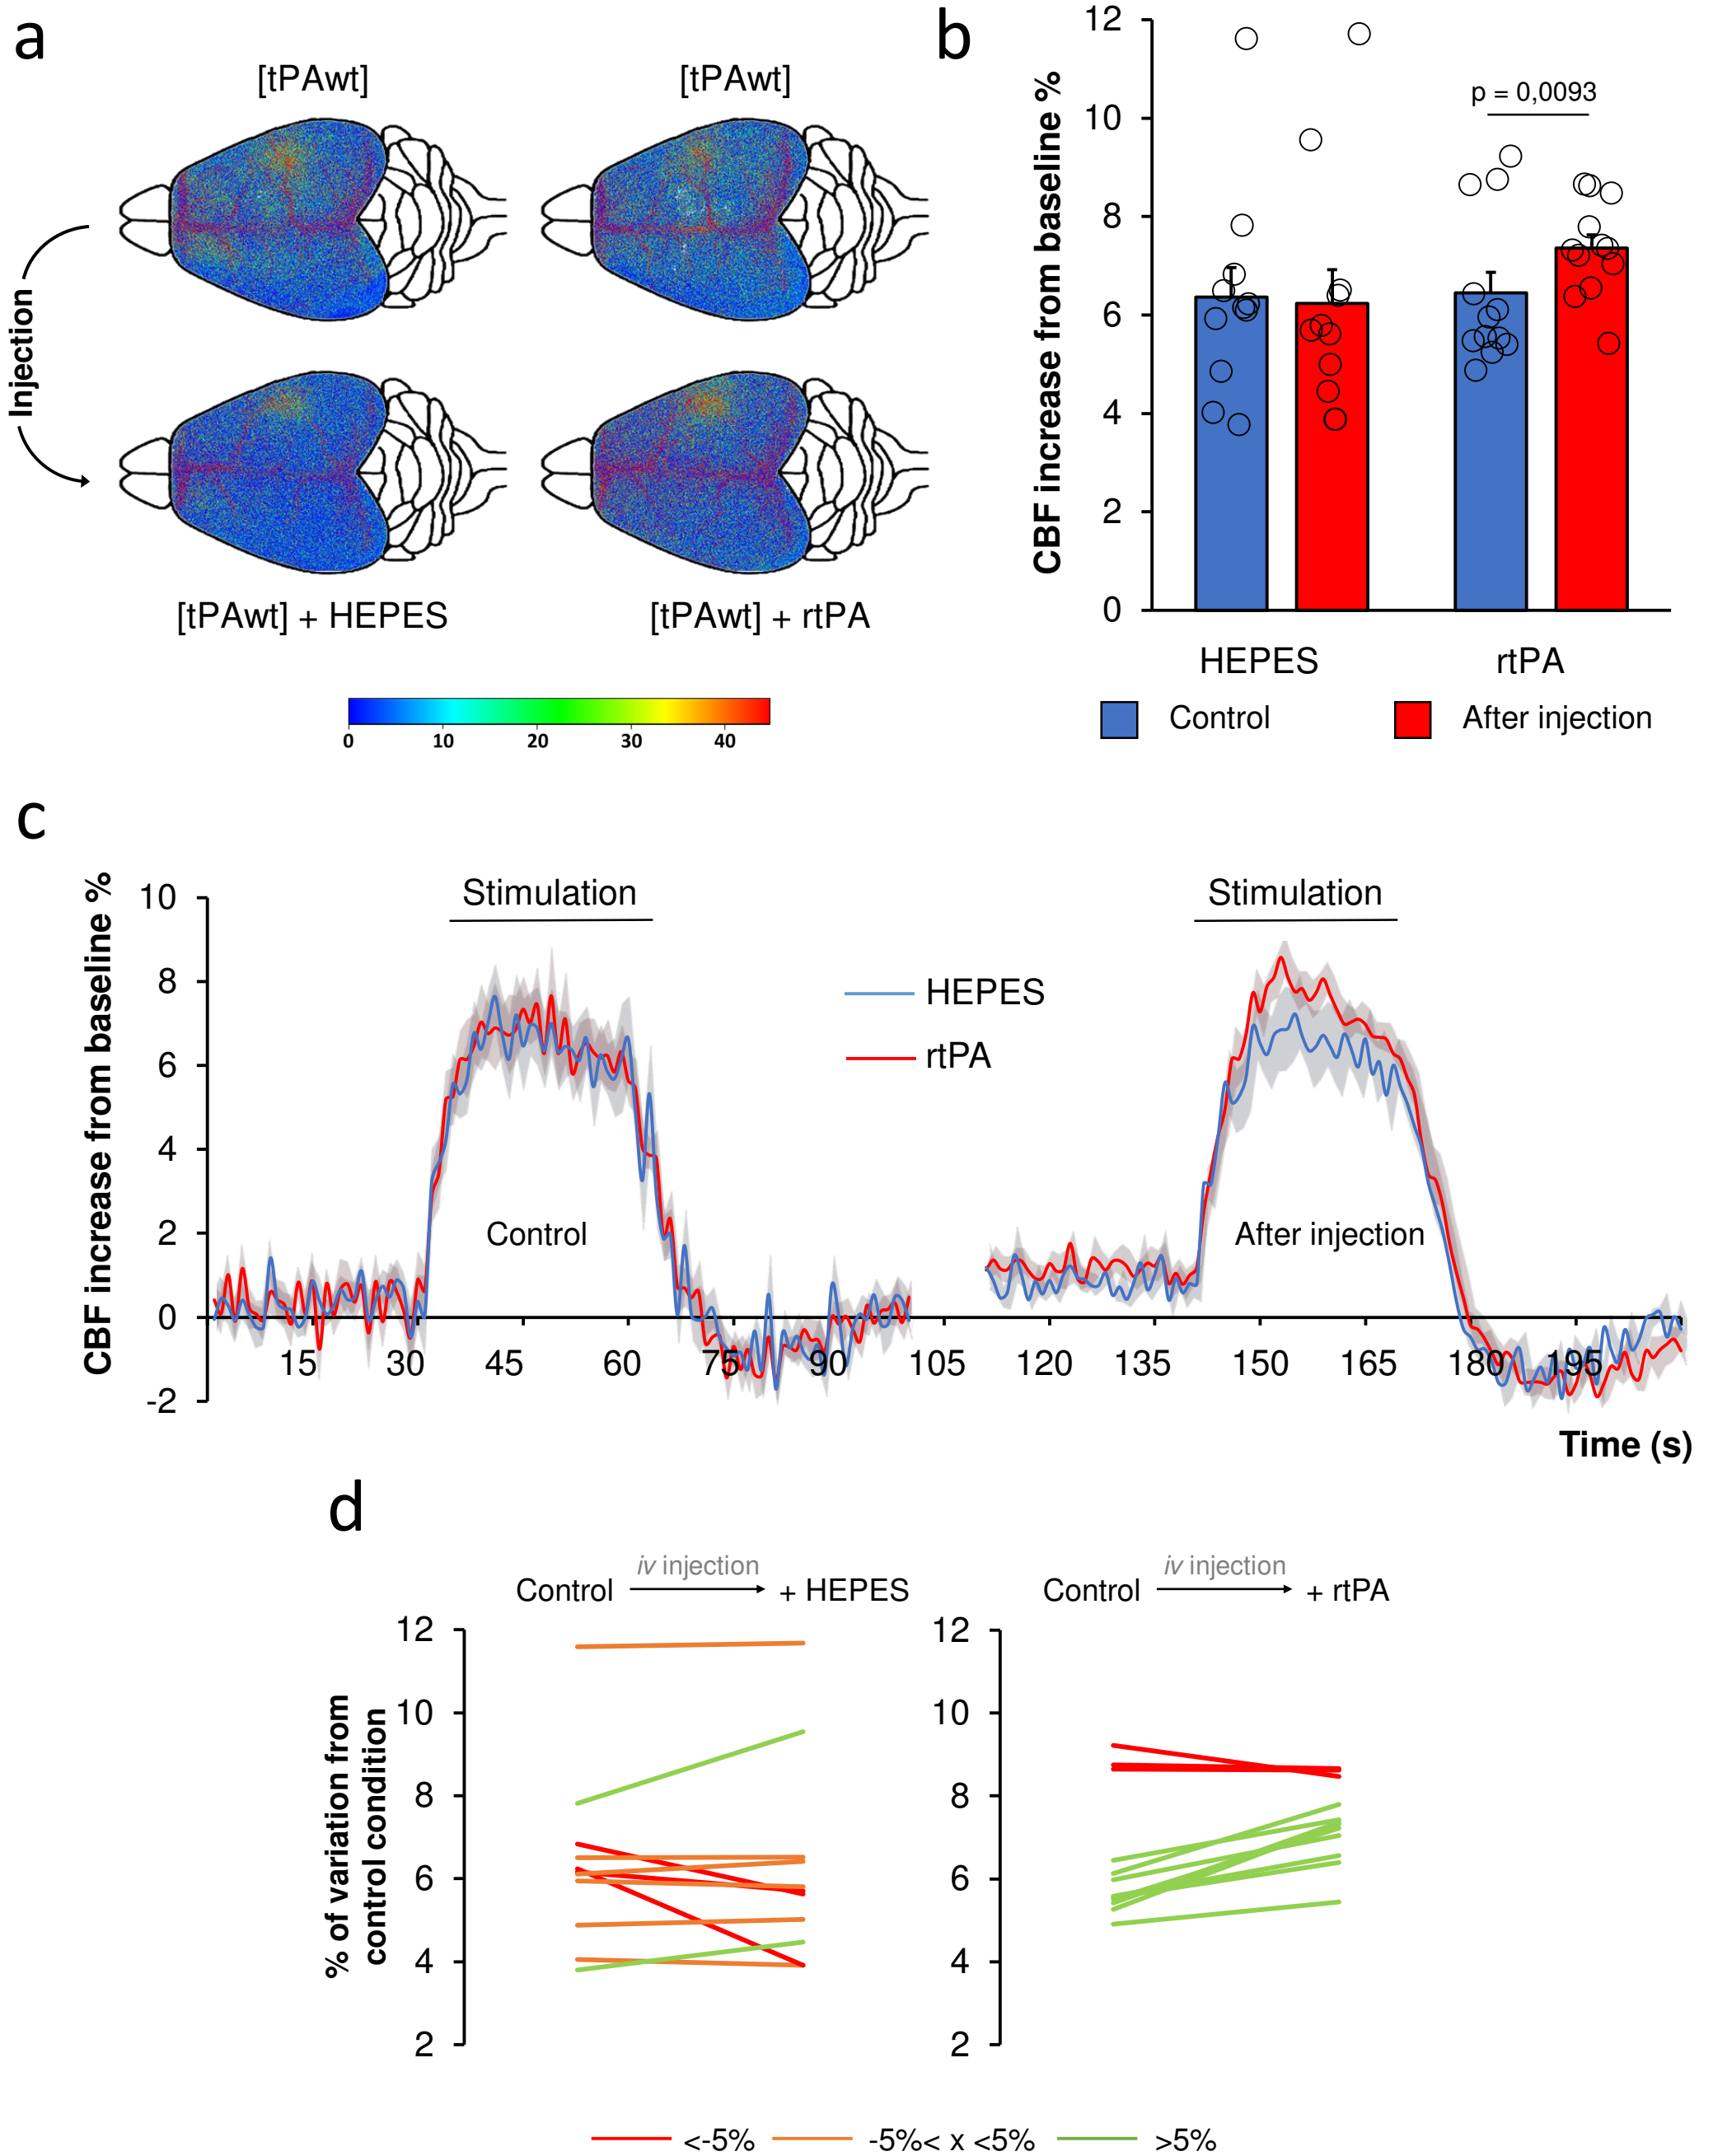 a
[tPAwt]
[tPAwt]
Injection
[tPAwt] + HEPES
[tPAwt] + rtPA
0 10 20 30 40
b
CBF increase from baseline %
12
10
8
6
4
2
0
p = 0,0093
HEPES
rtPA
Control
After injection
c
CBF increase from baseline %
10
8
6
4
2
0
-2
Stimulation
Stimulation
HEPES
rtPA
Control
After injection
15 30 45 60 75 90 105 120 135 150 165 180 195
Time (s)
d
% of variation from
control condition
Control
iv injection
+ HEPES
12
10
8
6
4
2
Control
iv injection
+ rtPA
12
10
8
6
4
2
<-5%
-5%< x <5%
>5%